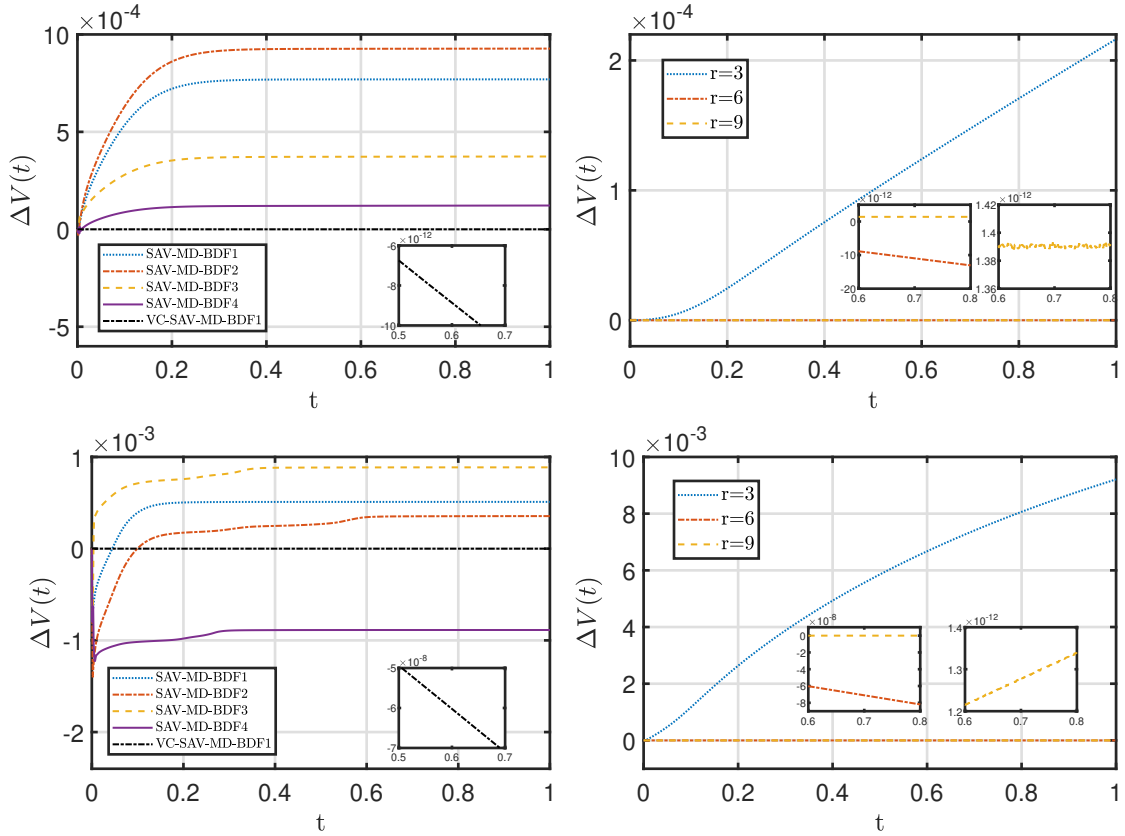 ×10⁻⁴
10
5
0
-5
ΔV(t)
0 0.2 0.4 0.6 0.8 1
t
SAV-MD-BDF1
SAV-MD-BDF2
SAV-MD-BDF3
SAV-MD-BDF4
VC-SAV-MD-BDF1
×10⁻¹²
-6
-8
-10
0.5 0.6 0.7
×10⁻⁴
2
1
0
ΔV(t)
0 0.2 0.4 0.6 0.8 1
t
r=3
r=6
r=9
×10⁻¹²
0
-10
-20
0.6 0.7 0.8
×10⁻¹²
1.42
1.4
1.38
1.36
0.6 0.7 0.8
×10⁻³
1
0
-1
-2
ΔV(t)
0 0.2 0.4 0.6 0.8 1
t
SAV-MD-BDF1
SAV-MD-BDF2
SAV-MD-BDF3
SAV-MD-BDF4
VC-SAV-MD-BDF1
×10⁻⁸
-5
-6
-7
0.5 0.6 0.7
×10⁻³
10
8
6
4
2
0
ΔV(t)
0 0.2 0.4 0.6 0.8 1
t
r=3
r=6
r=9
×10⁻⁸
0
-2
-4
-6
-8
0.6 0.7 0.8
×10⁻¹²
1.4
1.3
1.2
0.6 0.7 0.8